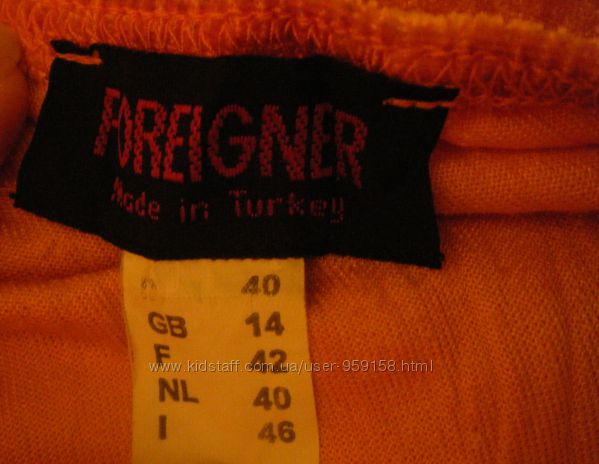 FOREIGNER
Made in Turkey
40
GB 14
F 42
www.kidstaff.com.ua/user-959158.html
NL 40
I 46